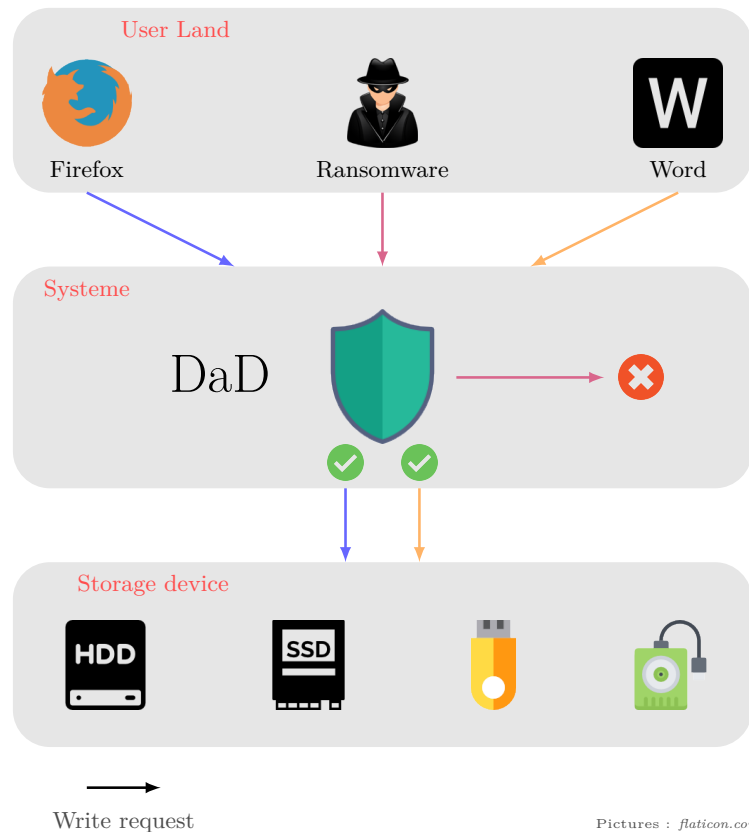 User Land
W
Firefox
Ransomware
Word
Systeme
DaD
Storage device
HDD
SSD
Write request
Pictures : flaticon.co